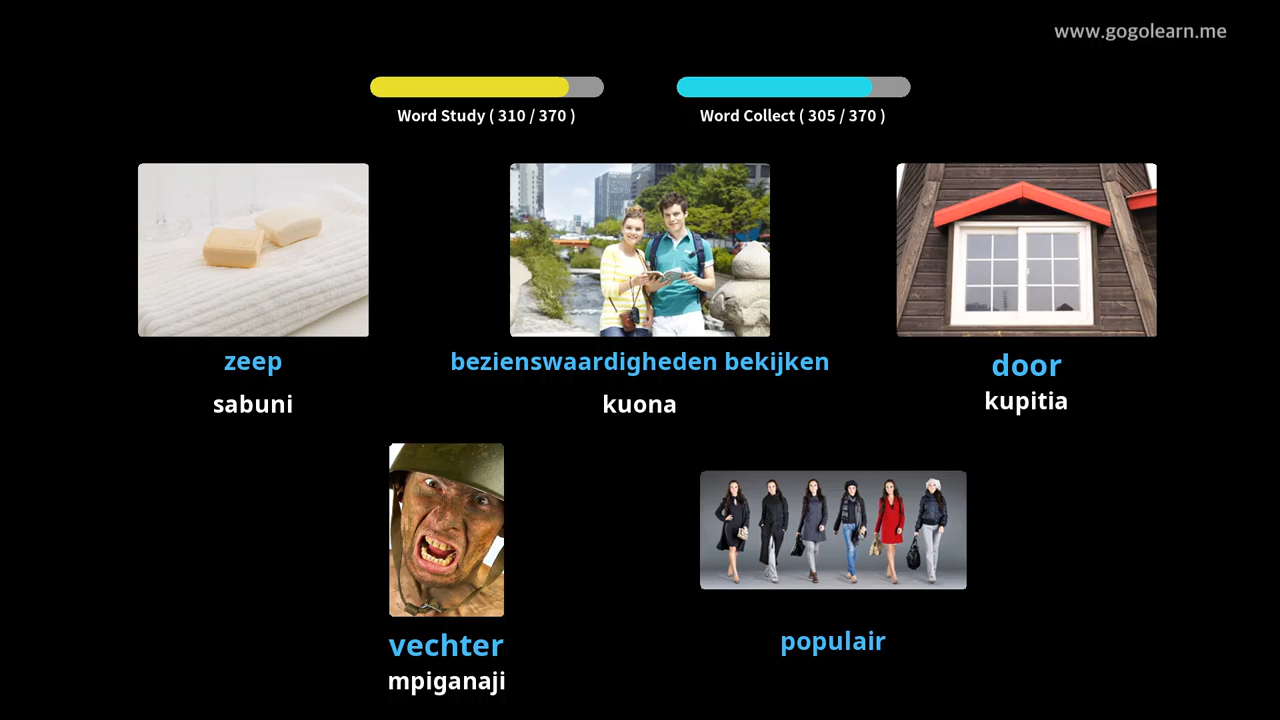 www.gogolearn.me
Word Study ( 310 / 370 )
Word Collect ( 305 / 370 )
zeep
sabuni
bezienswaardigheden bekijken
kuona
door
kupitia
vechter
mpiganaji
populair